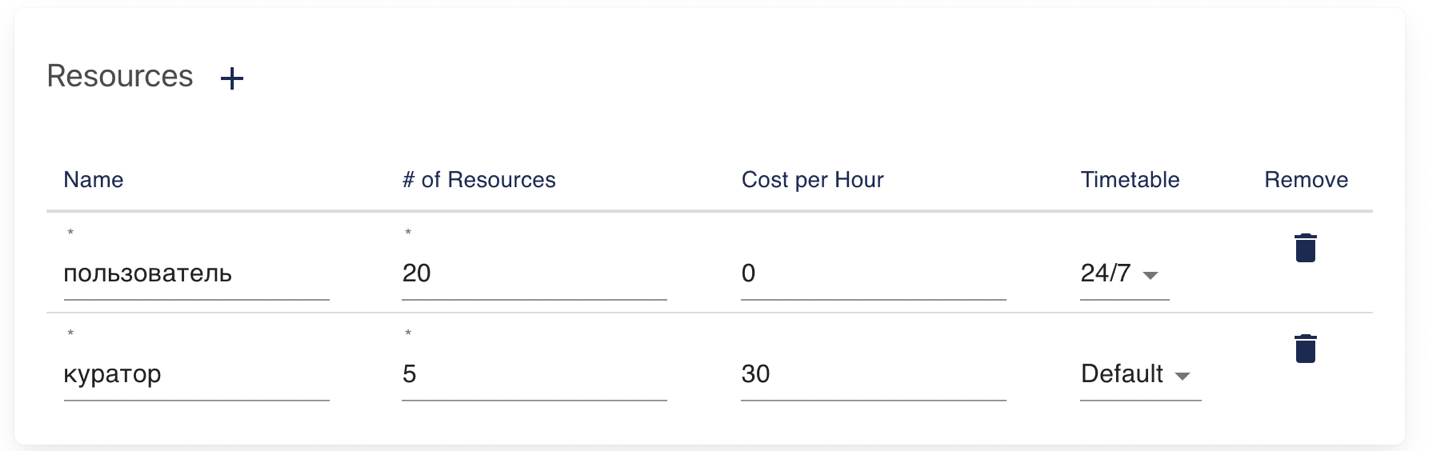 Resources +
Name # of Resources Cost per Hour Timetable Remove
* *
пользователь 20 0 24/7
* *
куратор 5 30 Default